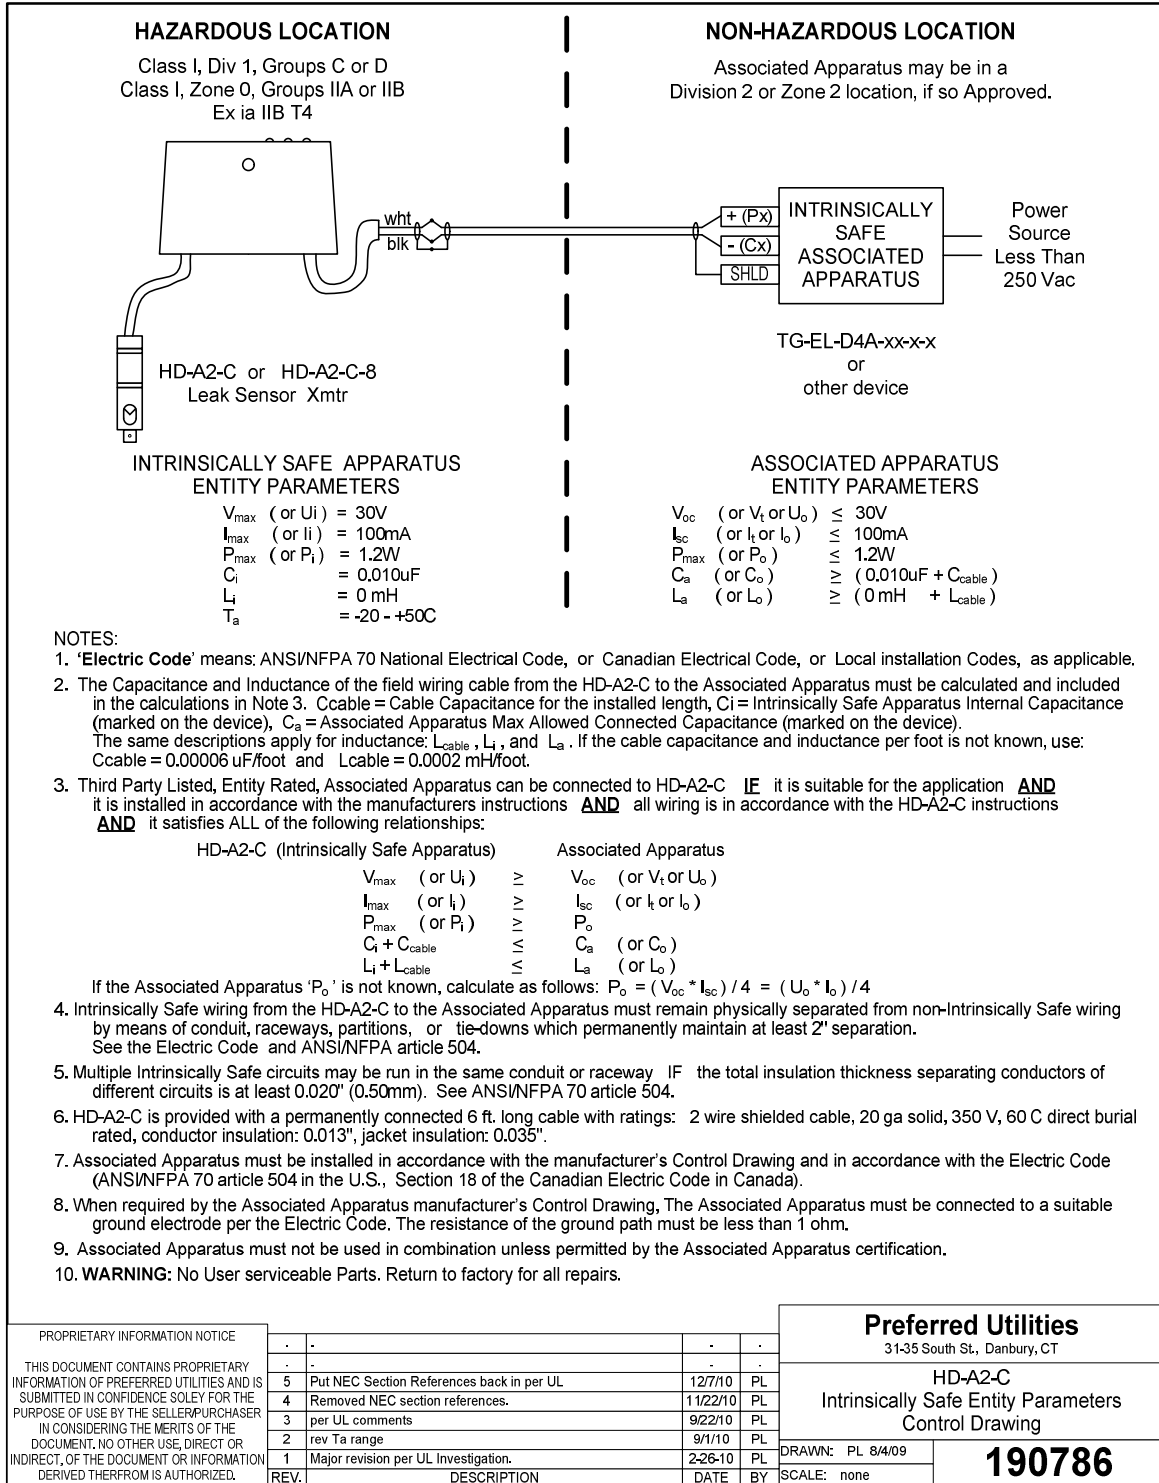 HAZARDOUS LOCATION
Class I, Div 1, Groups C or D
Class I, Zone 0, Groups IIA or IIB
Ex ia IIB T4
NON-HAZARDOUS LOCATION
Associated Apparatus may be in a
Division 2 or Zone 2 location, if so Approved.
wht
blk
+ (Px)
- (Cx)
SHLD
INTRINSICALLY
SAFE
ASSOCIATED
APPARATUS
Power
Source
Less Than
250 Vac
TG-EL-D4A-xx-x-x
or
other device
HD-A2-C or HD-A2-C-8
Leak Sensor Xmtr
INTRINSICALLY SAFE APPARATUS
ENTITY PARAMETERS
Vmax ( or Ui ) = 30V
Imax ( or Ii ) = 100mA
Pmax ( or Pi ) = 1.2W
Ci = 0.010uF
Li = 0 mH
Ta = -20 - +50C
ASSOCIATED APPARATUS
ENTITY PARAMETERS
Voc ( or Vt or Uo ) ≤ 30V
Isc ( or It or Io ) ≤ 100mA
Pmax ( or Po ) ≤ 1.2W
Ca ( or Co ) ≥ ( 0.010uF + Ccable )
La ( or Lo ) ≥ ( 0 mH + Lcable )
NOTES:
1. 'Electric Code' means: ANSI/NFPA 70 National Electrical Code, or Canadian Electrical Code, or Local installation Codes, as applicable.
2. The Capacitance and Inductance of the field wiring cable from the HD-A2-C to the Associated Apparatus must be calculated and included
in the calculations in Note 3. Ccable = Cable Capacitance for the installed length, Ci = Intrinsically Safe Apparatus Internal Capacitance
(marked on the device), Ca = Associated Apparatus Max Allowed Connected Capacitance (marked on the device).
The same descriptions apply for inductance: Lcable , Li , and La . If the cable capacitance and inductance per foot is not known, use:
Ccable = 0.00006 uF/foot and Lcable = 0.0002 mH/foot.
3. Third Party Listed, Entity Rated, Associated Apparatus can be connected to HD-A2-C IF it is suitable for the application AND
it is installed in accordance with the manufacturers instructions AND all wiring is in accordance with the HD-A2-C instructions
AND it satisfies ALL of the following relationships:
HD-A2-C (Intrinsically Safe Apparatus) Associated Apparatus
Vmax ( or Ui ) ≥ Voc ( or Vt or Uo )
Imax ( or Ii ) ≥ Isc ( or It or Io )
Pmax ( or Pi ) ≥ Po
Ci + Ccable ≤ Ca ( or Co )
Li + Lcable ≤ La ( or Lo )
If the Associated Apparatus 'Po ' is not known, calculate as follows: Po = ( Voc * Isc ) / 4 = ( Uo * Io ) / 4
4. Intrinsically Safe wiring from the HD-A2-C to the Associated Apparatus must remain physically separated from non-Intrinsically Safe wiring
by means of conduit, raceways, partitions, or tie-downs which permanently maintain at least 2" separation.
See the Electric Code and ANSI/NFPA article 504.
5. Multiple Intrinsically Safe circuits may be run in the same conduit or raceway IF the total insulation thickness separating conductors of
different circuits is at least 0.020" (0.50mm). See ANSI/NFPA 70 article 504.
6. HD-A2-C is provided with a permanently connected 6 ft. long cable with ratings: 2 wire shielded cable, 20 ga solid, 350 V, 60 C direct burial
rated, conductor insulation: 0.013", jacket insulation: 0.035".
7. Associated Apparatus must be installed in accordance with the manufacturer's Control Drawing and in accordance with the Electric Code
(ANSI/NFPA 70 article 504 in the U.S., Section 18 of the Canadian Electric Code in Canada).
8. When required by the Associated Apparatus manufacturer's Control Drawing, The Associated Apparatus must be connected to a suitable
ground electrode per the Electric Code. The resistance of the ground path must be less than 1 ohm.
9. Associated Apparatus must not be used in combination unless permitted by the Associated Apparatus certification.
10. WARNING: No User serviceable Parts. Return to factory for all repairs.
PROPRIETARY INFORMATION NOTICE
THIS DOCUMENT CONTAINS PROPRIETARY
INFORMATION OF PREFERRED UTILITIES AND IS
SUBMITTED IN CONFIDENCE SOLEY FOR THE
PURPOSE OF USE BY THE SELLER/PURCHASER
IN CONSIDERING THE MERITS OF THE
DOCUMENT. NO OTHER USE, DIRECT OR
INDIRECT, OF THE DOCUMENT OR INFORMATION
DERIVED THERFROM IS AUTHORIZED.
. - - .
. - - .
5 Put NEC Section References back in per UL 12/7/10 PL
4 Removed NEC section references. 11/22/10 PL
3 per UL comments 9/22/10 PL
2 rev Ta range 9/1/10 PL
1 Major revision per UL Investigation. 2-26-10 PL
REV. DESCRIPTION DATE BY
Preferred Utilities
31-35 South St., Danbury, CT
HD-A2-C
Intrinsically Safe Entity Parameters
Control Drawing
DRAWN: PL 8/4/09
SCALE: none
190786